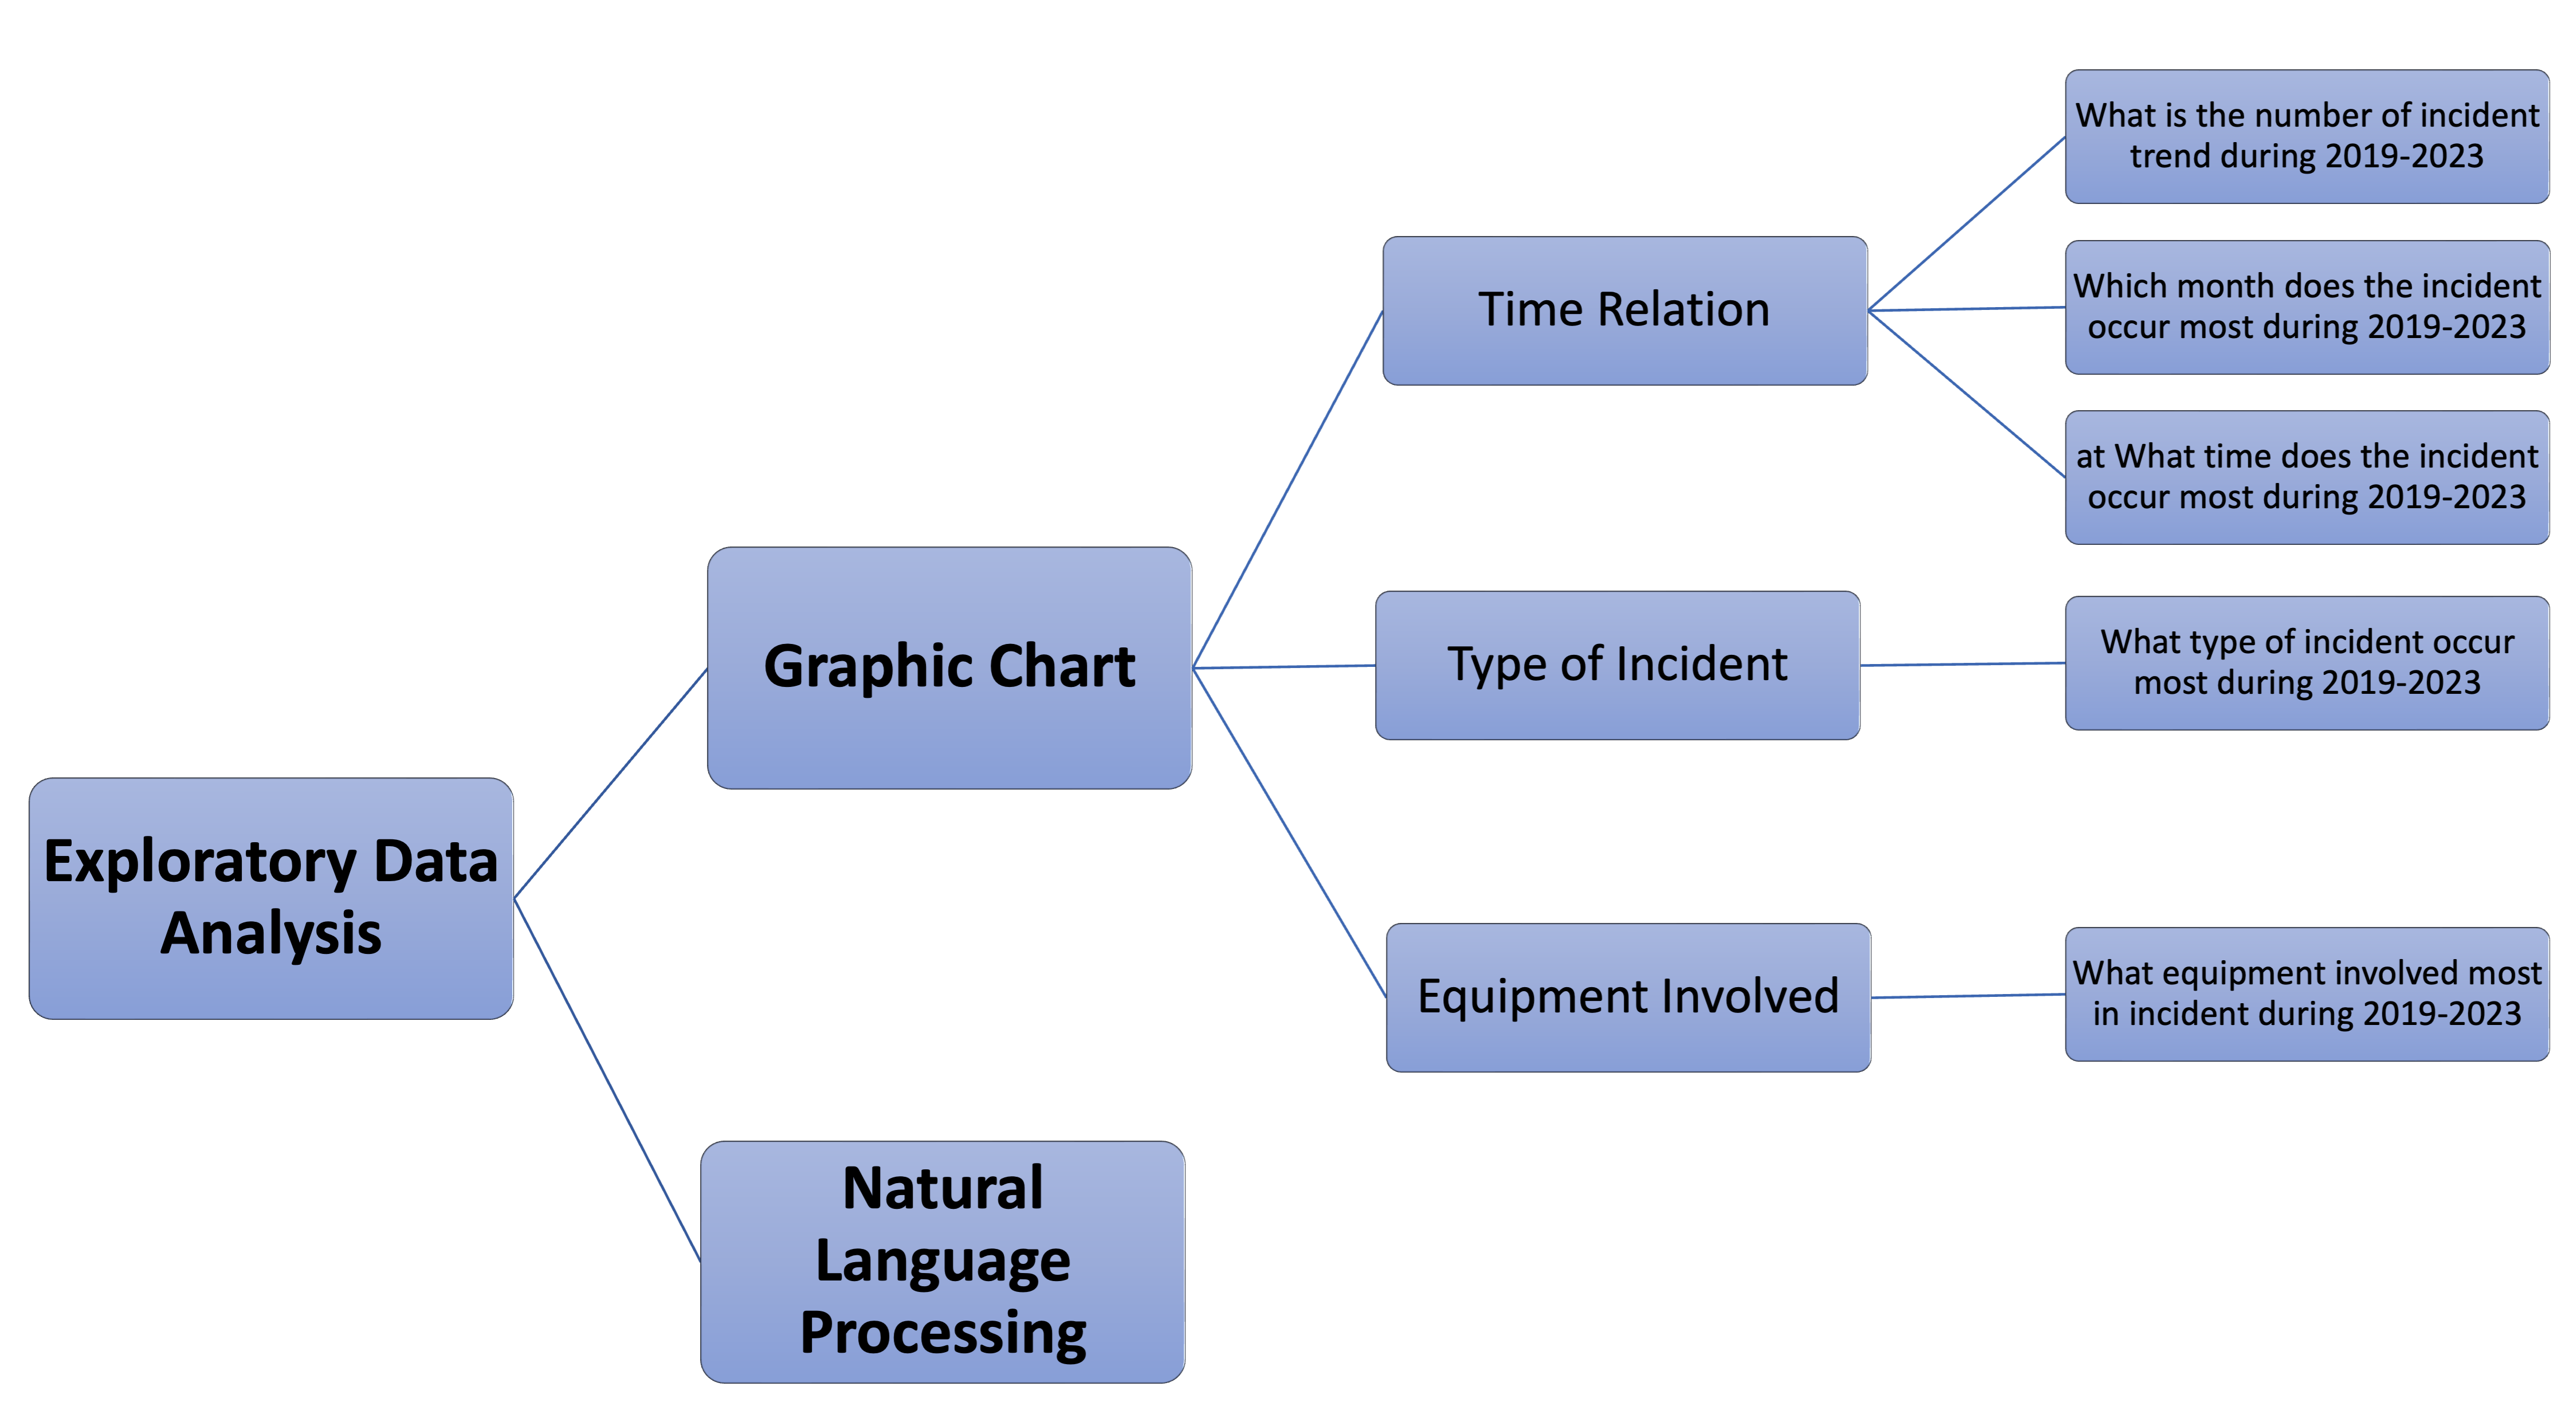 What is the number of incident
trend during 2019-2023
Which month does the incident
occur most during 2019-2023
Time Relation
at What time does the incident
occur most during 2019-2023
Graphic Chart
Type of Incident
What type of incident occur
most during 2019-2023
Exploratory Data
Analysis
Equipment Involved
What equipment involved most
in incident during 2019-2023
Natural
Language
Processing